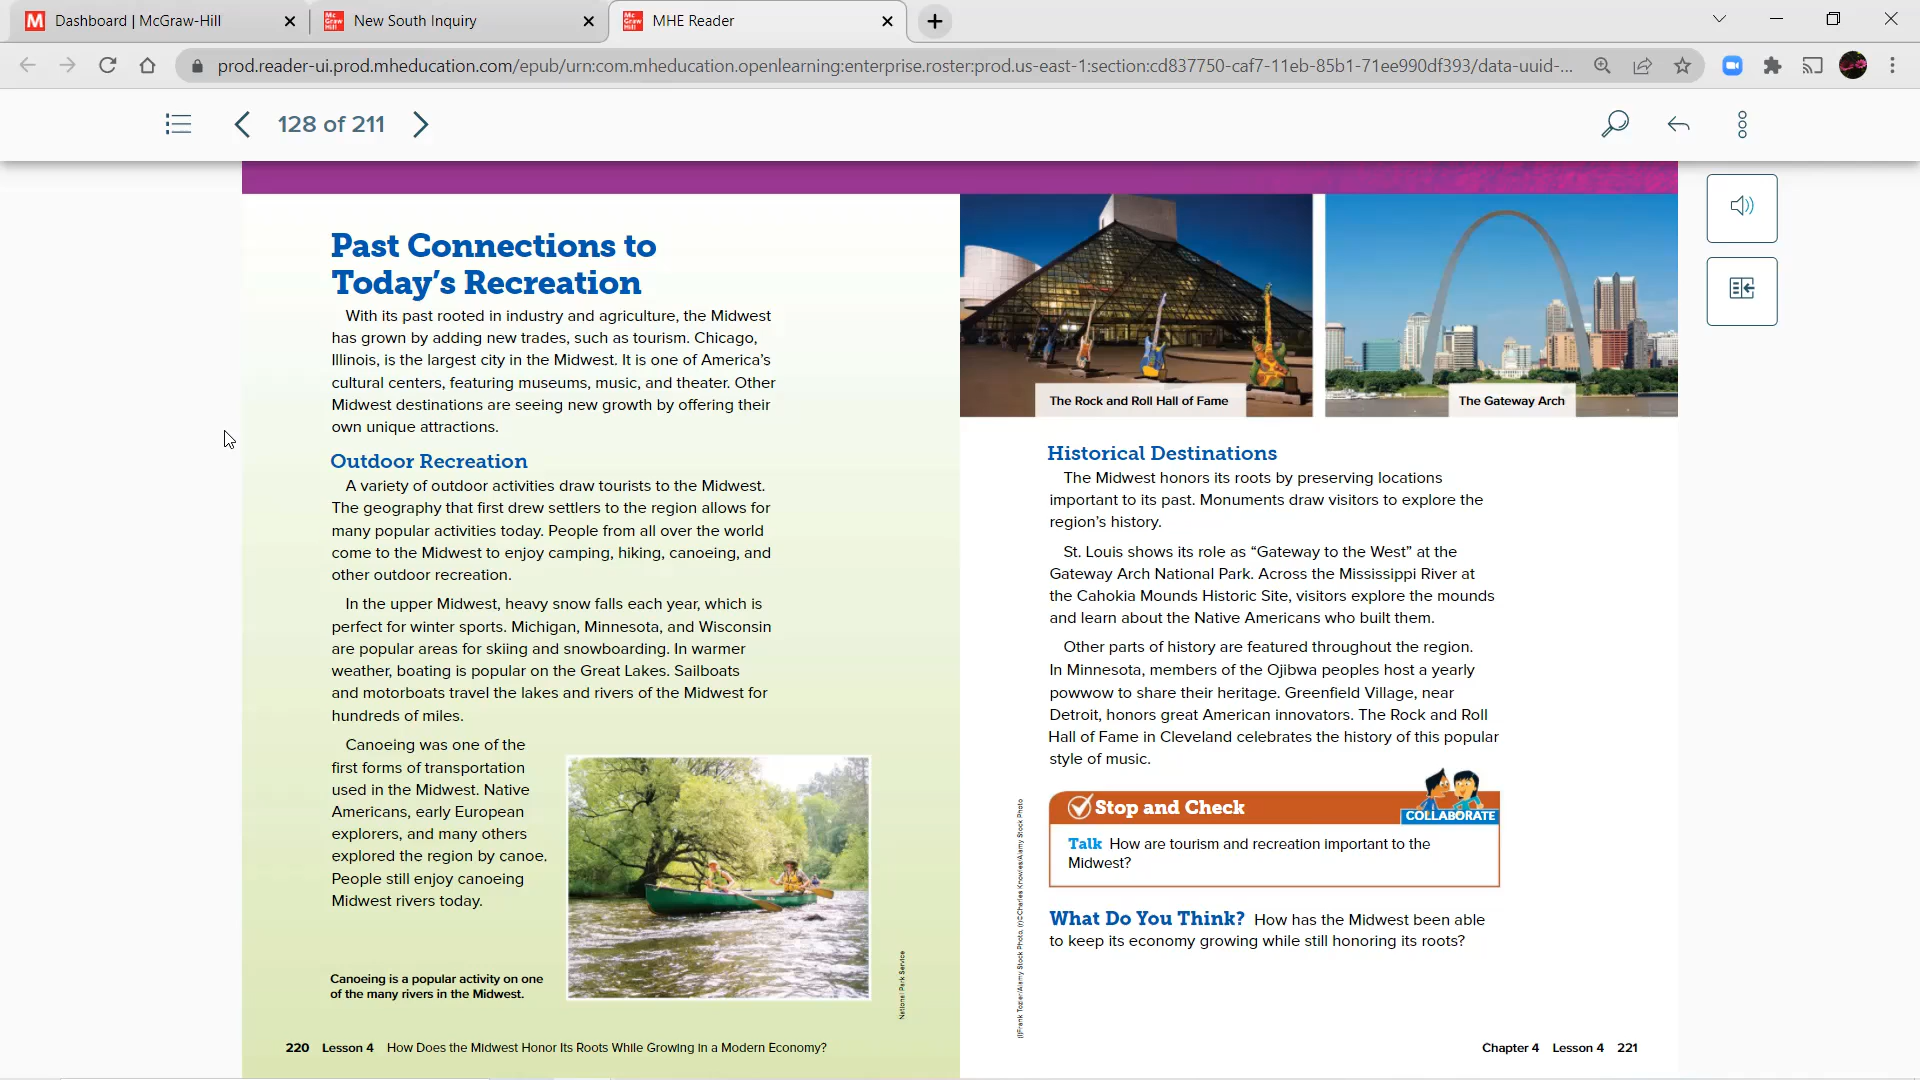 Dashboard | McGraw-Hill
New South Inquiry
MHE Reader
prod.reader-ui.prod.mheducation.com/epub/urn:com.mheducation.openlearning:enterprise.roster:prod.us-east-1:section:cd837750-caf7-11eb-85b1-71ee990df393/data-uuid-...
128 of 211
Past Connections to
Today's Recreation
With its past rooted in industry and agriculture, the Midwest
has grown by adding new trades, such as tourism. Chicago,
Illinois, is the largest city in the Midwest. It is one of America's
cultural centers, featuring museums, music, and theater. Other
Midwest destinations are seeing new growth by offering their
own unique attractions.
Outdoor Recreation
A variety of outdoor activities draw tourists to the Midwest.
The geography that first drew settlers to the region allows for
many popular activities today. People from all over the world
come to the Midwest to enjoy camping, hiking, canoeing, and
other outdoor recreation.
In the upper Midwest, heavy snow falls each year, which is
perfect for winter sports. Michigan, Minnesota, and Wisconsin
are popular areas for skiing and snowboarding. In warmer
weather, boating is popular on the Great Lakes. Sailboats
and motorboats travel the lakes and rivers of the Midwest for
hundreds of miles.
Canoeing was one of the
first forms of transportation
used in the Midwest. Native
Americans, early European
explorers, and many others
explored the region by canoe.
People still enjoy canoeing
Midwest rivers today.
Canoeing is a popular activity on one
of the many rivers in the Midwest.
National Park Service
220 Lesson 4 How Does the Midwest Honor Its Roots While Growing in a Modern Economy?
The Rock and Roll Hall of Fame
The Gateway Arch
Historical Destinations
The Midwest honors its roots by preserving locations
important to its past. Monuments draw visitors to explore the
region's history.
St. Louis shows its role as “Gateway to the West” at the
Gateway Arch National Park. Across the Mississippi River at
the Cahokia Mounds Historic Site, visitors explore the mounds
and learn about the Native Americans who built them.
Other parts of history are featured throughout the region.
In Minnesota, members of the Ojibwa peoples host a yearly
powwow to share their heritage. Greenfield Village, near
Detroit, honors great American innovators. The Rock and Roll
Hall of Fame in Cleveland celebrates the history of this popular
style of music.
Stop and Check
COLLABORATE
Talk How are tourism and recreation important to the
Midwest?
What Do You Think? How has the Midwest been able
to keep its economy growing while still honoring its roots?
Chapter 4 Lesson 4 221